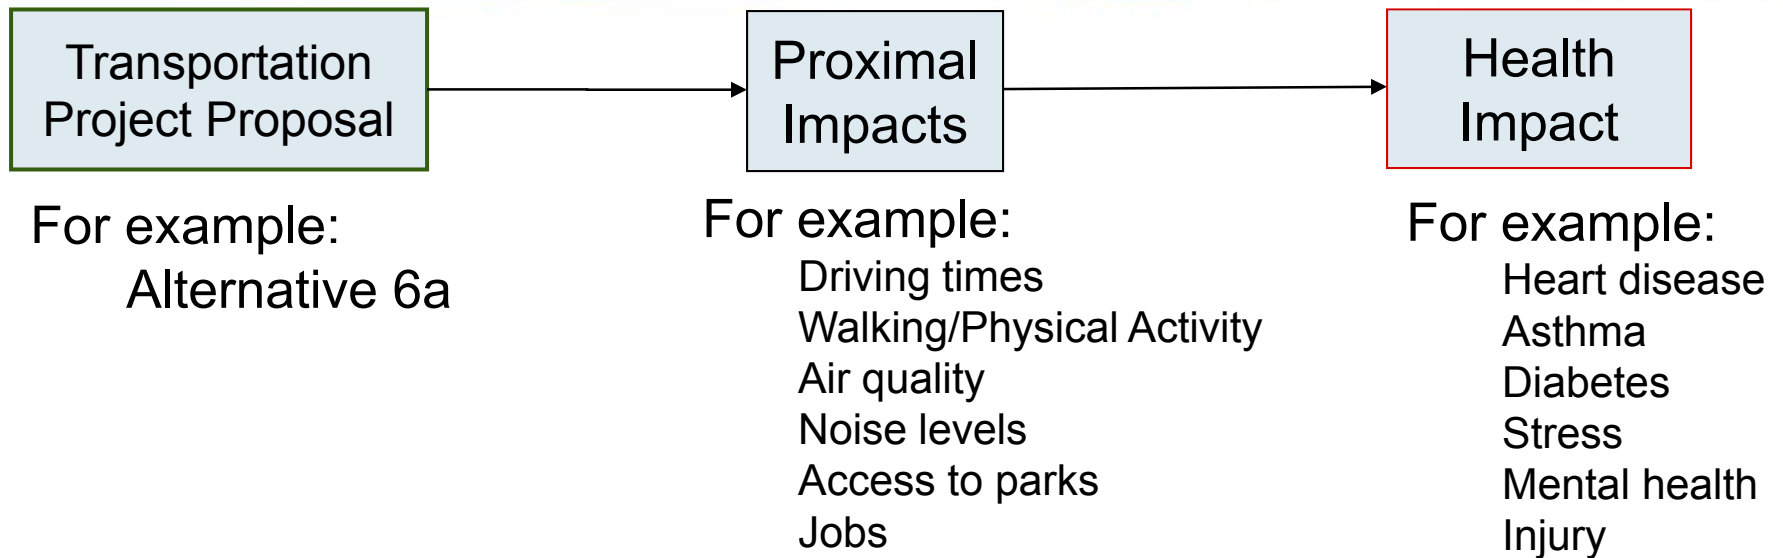 Transportation
Project Proposal
Proximal
Impacts
Health
Impact
For example:
Alternative 6a
For example:
Driving times
Walking/Physical Activity
Air quality
Noise levels
Access to parks
Jobs
For example:
Heart disease
Asthma
Diabetes
Stress
Mental health
Injury